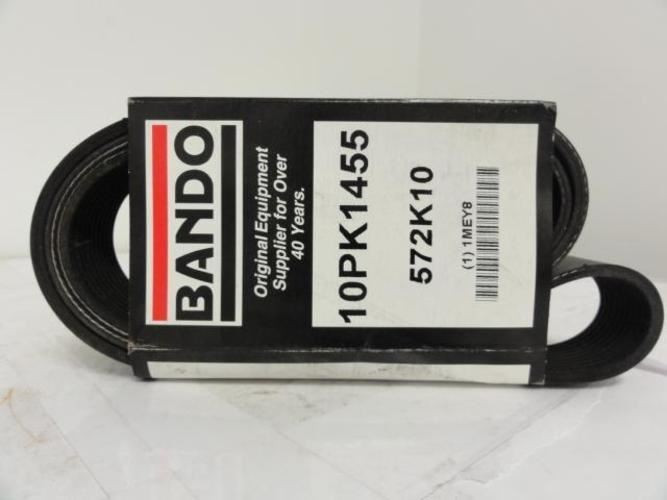 BANDO
Original Equipment
Supplier for Over
40 Years.
10PK1455
572K10
(1) 1MEY8